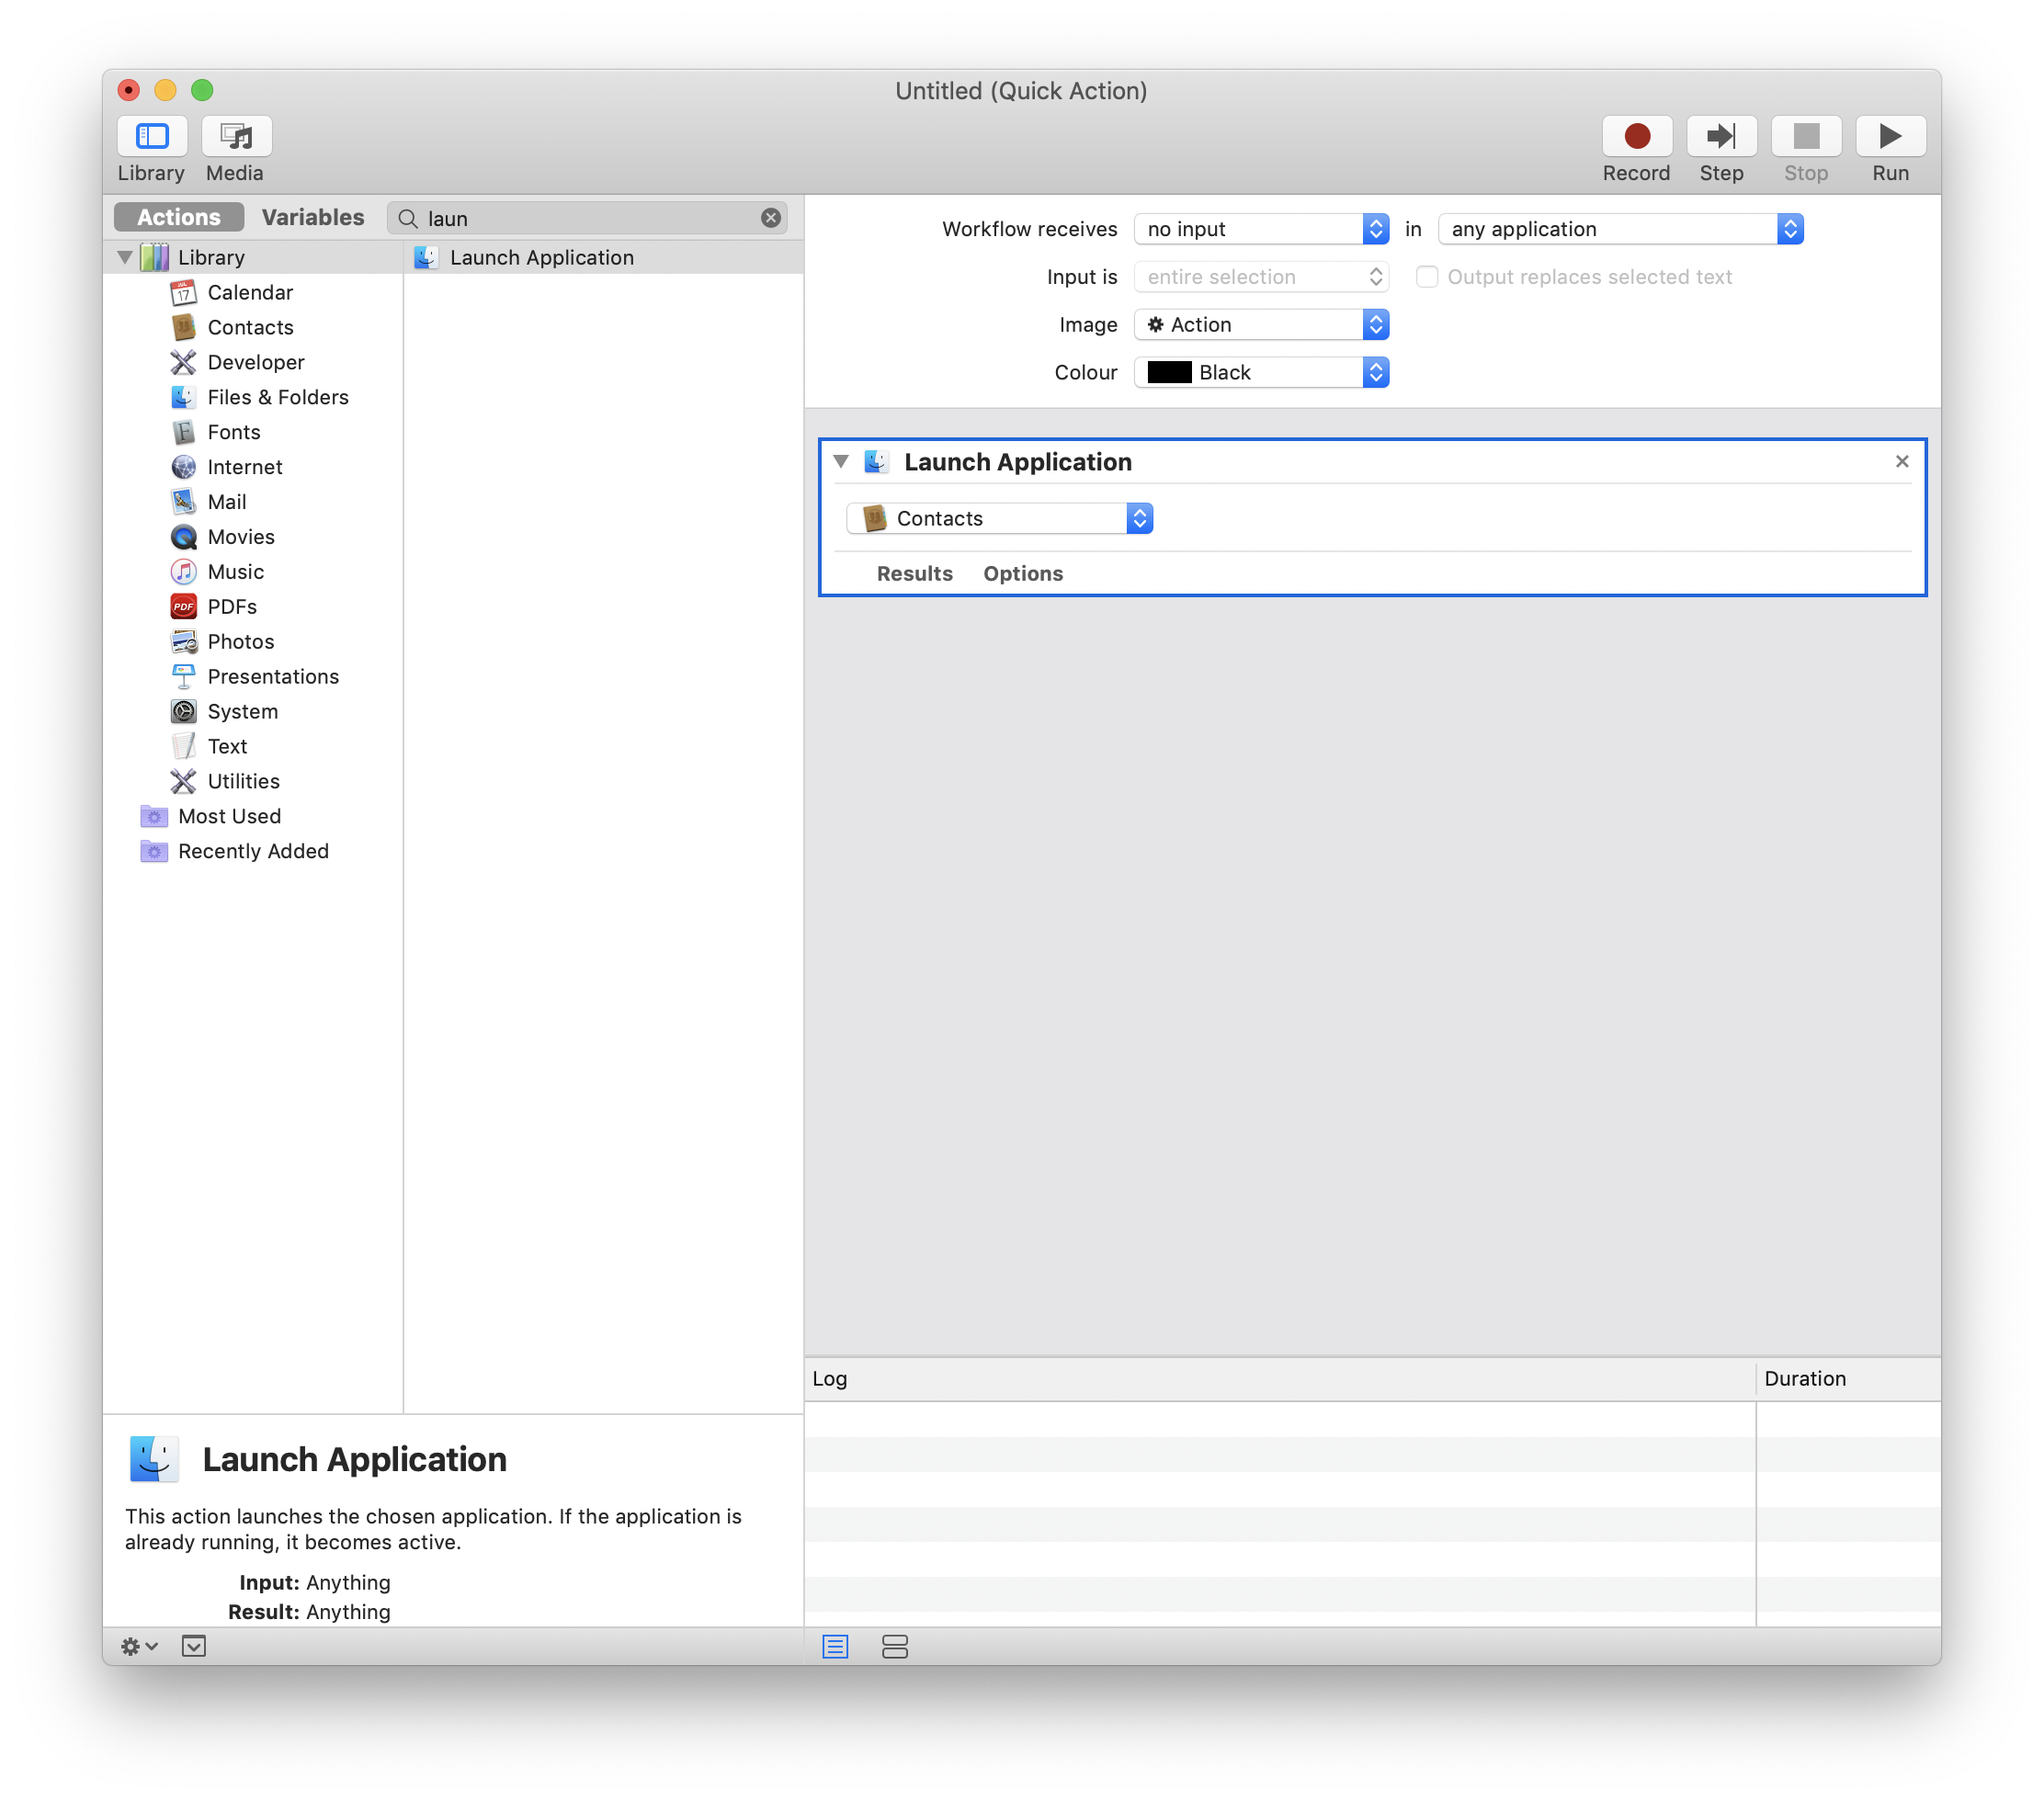 Untitled (Quick Action)
Library
Media
Record
Step
Stop
Run
Actions
Variables
laun
Library
Calendar
Contacts
Developer
Files & Folders
Fonts
Internet
Mail
Movies
Music
PDFs
Photos
Presentations
System
Text
Utilities
Most Used
Recently Added
Launch Application
Workflow receives no input in any application
Input is entire selection Output replaces selected text
Image Action
Colour Black
Launch Application
Contacts
Results Options
Log Duration
Launch Application
This action launches the chosen application. If the application is
already running, it becomes active.
Input: Anything
Result: Anything